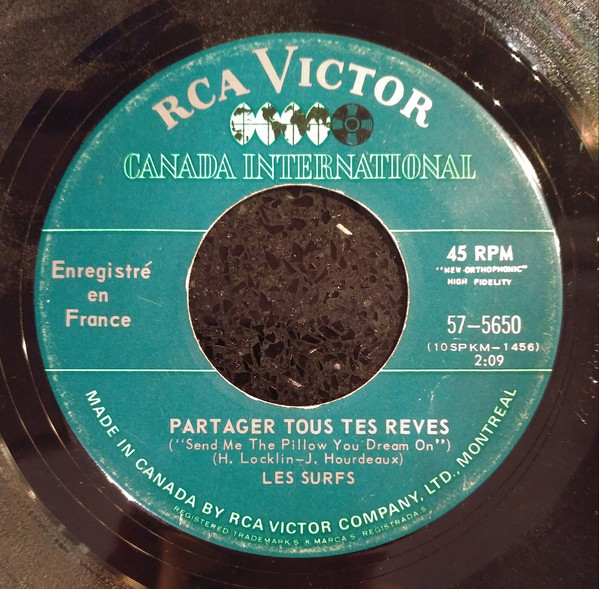 RCA VICTOR
CANADA INTERNATIONAL
Enregistré
en
France
45 RPM
"NEW ORTHOPHONIC"
HIGH FIDELITY
57-5650
(10SPKM-1456)
2:09
PARTAGER TOUS TES REVES
("Send Me The Pillow You Dream On")
(H. Locklin-J. Hourdeaux)
LES SURFS
MADE IN CANADA BY RCA VICTOR COMPANY, LTD., MONTREAL
REGISTERED TRADEMARKS & MARCAS REGISTRADAS